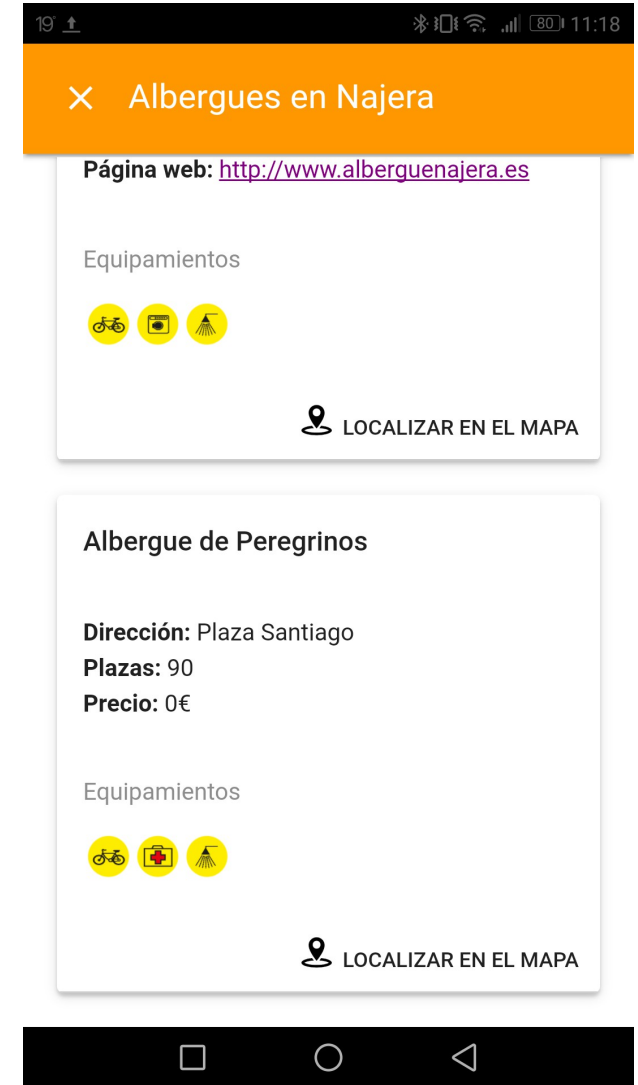 19° 80 11:18
Albergues en Najera
Página web: http://www.alberguenajera.es
Equipamientos
LOCALIZAR EN EL MAPA
Albergue de Peregrinos
Dirección: Plaza Santiago
Plazas: 90
Precio: 0€
Equipamientos
LOCALIZAR EN EL MAPA